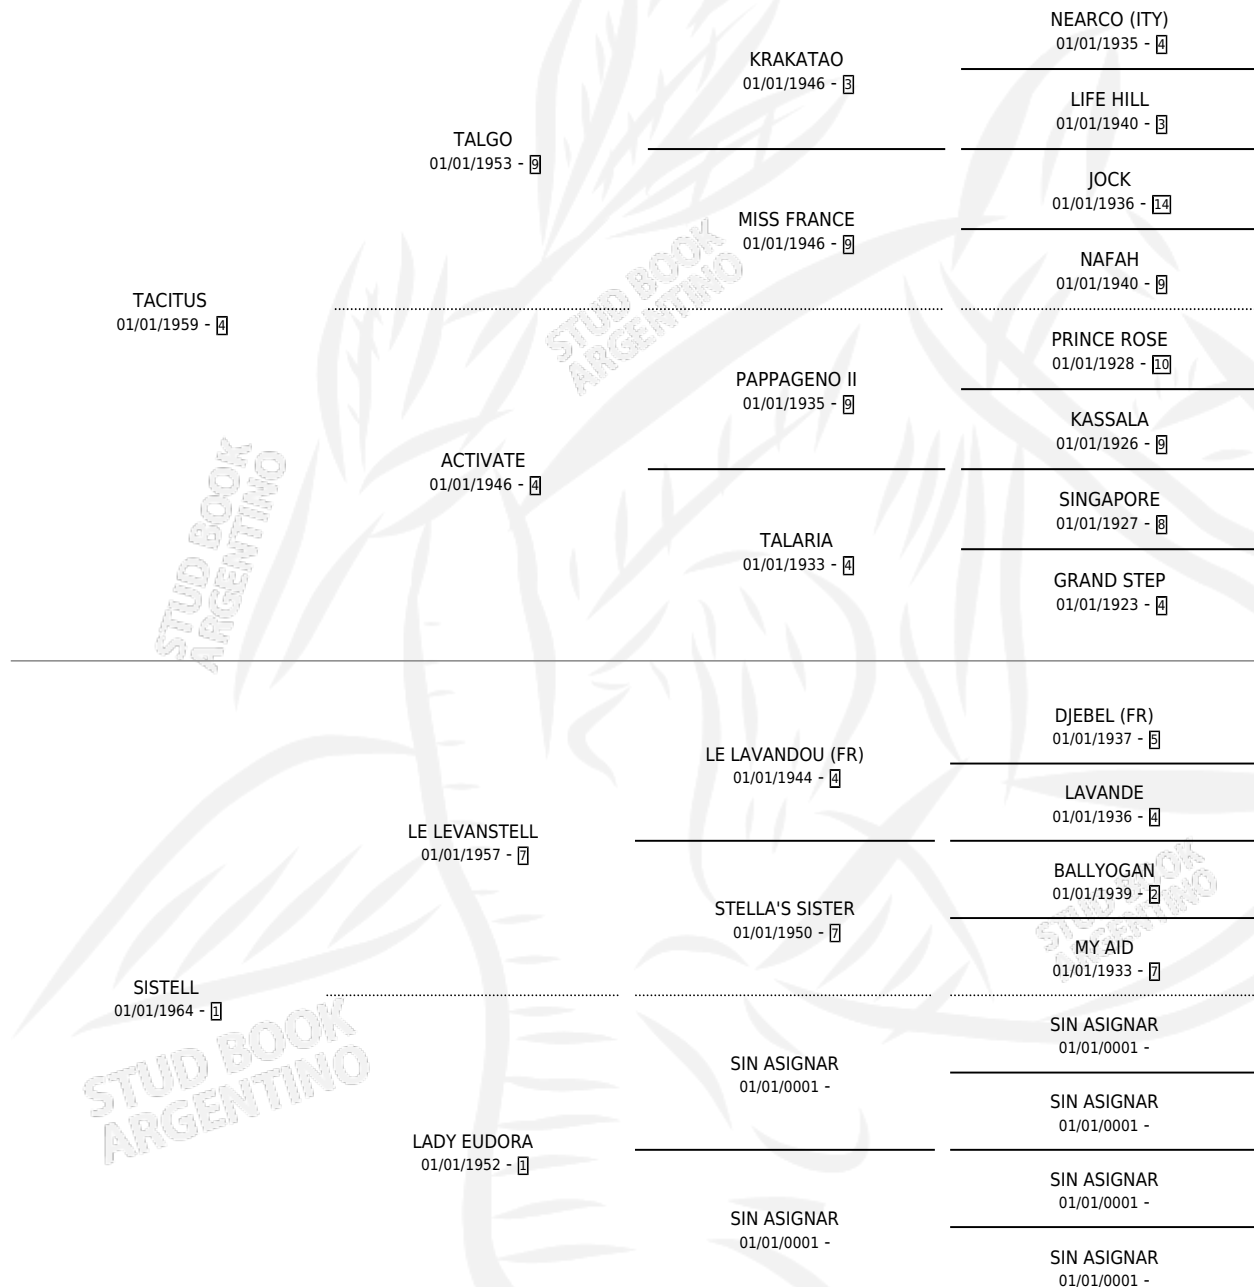 NEARCO (ITY)
01/01/1935 - 4
KRAKATAO
01/01/1946 - 3
LIFE HILL
01/01/1940 - 3
TALGO
01/01/1953 - 9
JOCK
01/01/1936 - 14
MISS FRANCE
01/01/1946 - 9
NAFAH
01/01/1940 - 9
TACITUS
01/01/1959 - 4
PRINCE ROSE
01/01/1928 - 10
PAPPAGENO II
01/01/1935 - 9
KASSALA
01/01/1926 - 9
ACTIVATE
01/01/1946 - 4
SINGAPORE
01/01/1927 - 8
TALARIA
01/01/1933 - 4
GRAND STEP
01/01/1923 - 4
DJEBEL (FR)
01/01/1937 - 5
LE LAVANDOU (FR)
01/01/1944 - 4
LAVANDE
01/01/1936 - 4
LE LEVANSTELL
01/01/1957 - 7
BALLYOGAN
01/01/1939 - 2
STELLA'S SISTER
01/01/1950 - 7
MY AID
01/01/1933 - 7
SISTELL
01/01/1964 - 1
SIN ASIGNAR
01/01/0001 -
SIN ASIGNAR
01/01/0001 -
SIN ASIGNAR
01/01/0001 -
LADY EUDORA
01/01/1952 - 1
SIN ASIGNAR
01/01/0001 -
SIN ASIGNAR
01/01/0001 -
SIN ASIGNAR
01/01/0001 -
STUD BOOK
ARGENTINO
STUD BOOK
ARGENTINO
STUD BOOK
ARGENTINO
STUD BOOK
ARGENTINO